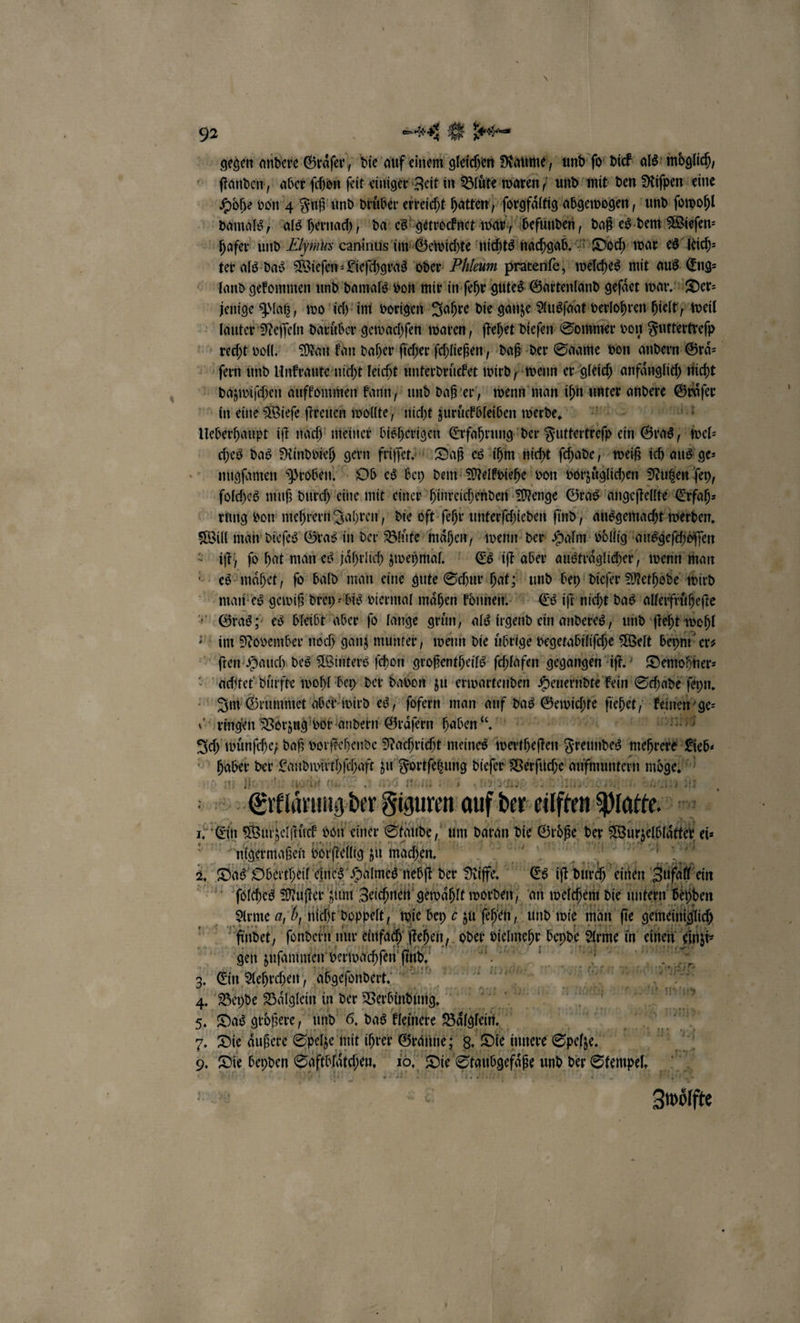 92
gegen andere Gräser, die auf einem gleichen Raume, und so dick als möglich,
standen, aber schon seit einiger Zeit in Blüte waren, und mit den Rispen eine
Höhe von 4 Fuß und drüber erreicht hatten, sorgfältig abgewogen, und sowohl
damals, als hernach, da es getrocknet war, befunden, daß es dem Wiesen=
hafer und Elymus caninus im Gewichte nichts nachgab. Doch war es leich=
ter als das Wiesen=Lieschgras oder Phleum pratense, welches mit aus Eng=
land gekommen und damals von mir in sehr gutes Gartenland gesäet war. Der=
jenige Platz, wo ich im vorigen Jahre die ganze Aussaat verlohren hielt, weil
lauter Nesseln darüber gewachsen waren, stehet diesen Sommer von Futtertresp
recht voll. Man kan daher sicher schließen, daß der Saame von andern Grä=
sern und Unkraute nicht leicht unterdrücket wird, wenn er gleich anfänglich nicht
dazwischen aufkommen kann, und daß er, wenn man ihn unter andere Gräser
in eine Wiese streuen wollte, nicht zurückbleiben werde.
Ueberhaupt ist nach meiner bisherigen Erfahrung der Futtertresp ein Gras, wel=
ches das Rindvieh gern frisset. Daß es ihm nicht schade, weiß ich aus ge=
nugsamen Proben. Ob es bey dem Melkviehe von vorzüglichen Nutzen sey,
solches muß durch eine mit einer hinreichenden Menge Gras angestellte Erfah=
rung von mehrern Jahren, die oft sehr unterschieden sind, ausgemacht werden.
Will man dieses Gras in der Blüte mähen, wenn der Halm völlig ausgeschossen
ist, so hat man es jährlich zweymal. Es ist aber austräglicher, wenn man
es mähet, so bald man eine gute Schur hat; und bey dieser Methode wird
man es gewiß drey=bis viermal mähen können. Es ist nicht das allerfrüheste
Gras; es bleibt aber so lange grün, als irgend ein anderes, und steht wohl
im November noch ganz munter, wenn die übrige vegetabilische Welt beym er=
sten Hauch des Winters schon großentheils schlafen gegangen ist. Demohner=
achtet dürfte wohl bey der davon zu erwartenden Heuernbte kein Schade seyn.
Im Grummet aber wird es, sofern man auf das Gewichte siehet, keinen ge=
ringen Vorzug vor andern Gräsern haben“.
Ich wünsche, daß vorstehende Nachricht meines werthesten Freundes mehrere Lieb=
haber der Landwirthschaft zu Fortsetzung dieser Versuche aufmuntern möge.
Erklärung der Figuren auf der eilften Platte.
1. Ein Wurzelstück von einer Staude, um daran die Größe der Wurzelblätter ei=
nigermaßen vorstellig zu machen.
2. Das Obertheil eines Halmes nebst der Risse. Es ist durch einen Zufall ein
solches Muster zum Zeichnen gewählt worden, an welchem die untern beyden
Arme a, b, nicht doppelt, wie bey c zu sehen, und wie man sie gemeiniglich
findet, sondern nur einfach stehen, oder vielmehr beyde Arme in einen einzi=
gen zusammen verwachsen sind.
3. Ein Aehrchen, abgesondert.
4. Beyde Bälglein in der Verbindung.
5. Das größere, und 6. das kleinere Bälglein.
7. Die äußere Spelze mit ihrer Granne; 8. Die innere Spelze.
9. Die beyden Saftblätchen. 10. Die Staubgefäße und der Stempel.
Zwölfte